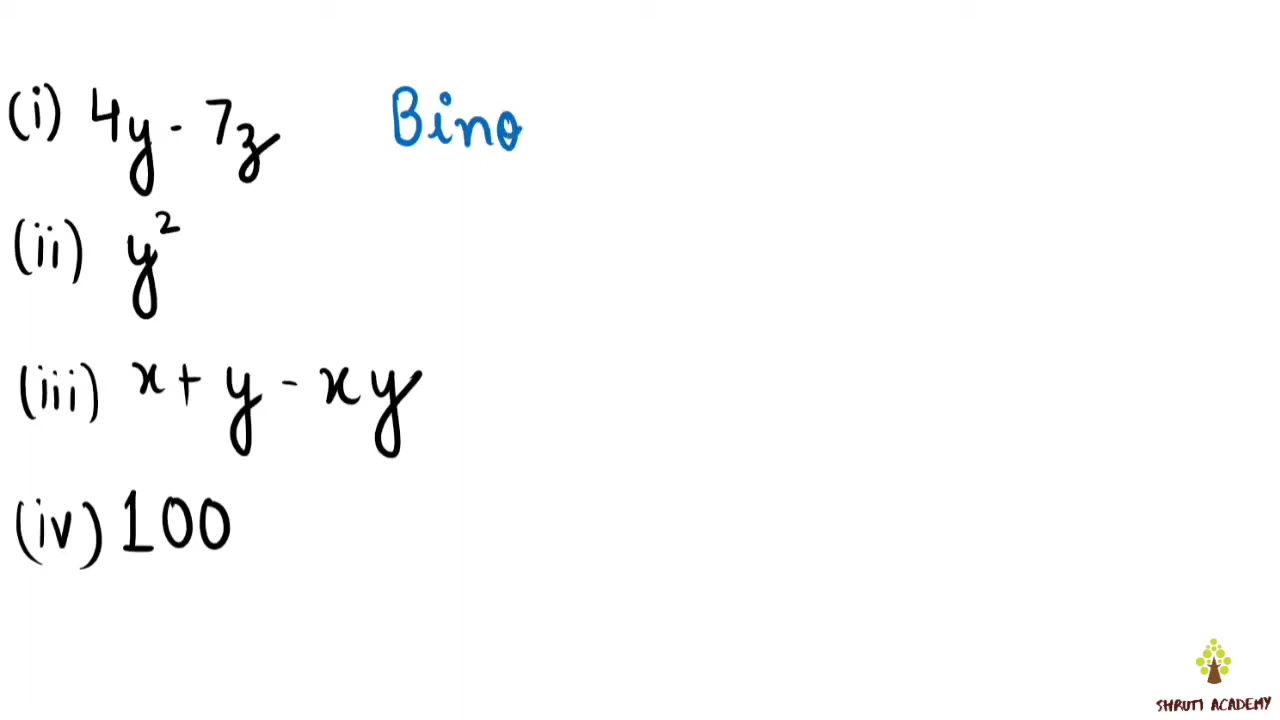 (i) 4y - 7z Bino
(ii) y²
(iii) x + y - xy
(iv) 100
SHRUTI ACADEMY